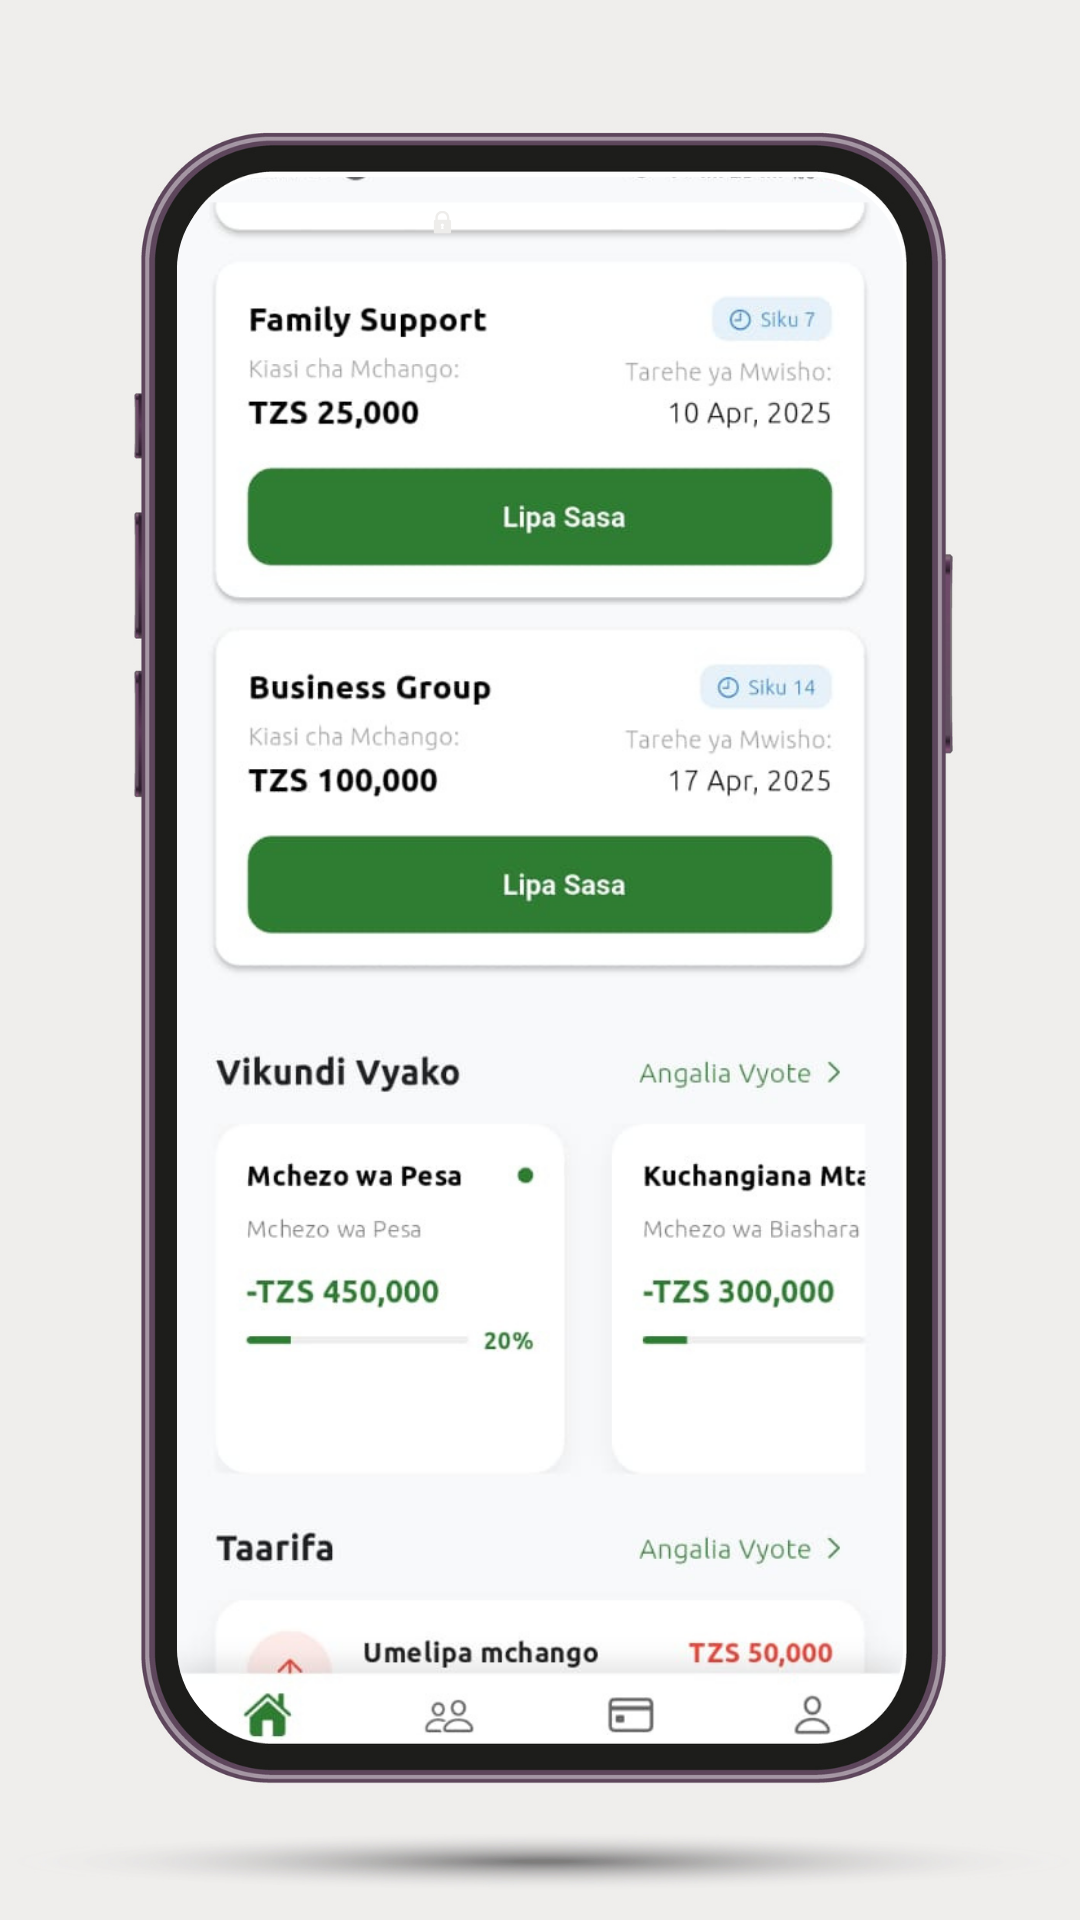 Family Support
Siku 7
Kiasi cha Mchango:
Tarehe ya Mwisho:
TZS 25,000
10 Apr, 2025
Lipa Sasa
Business Group
Siku 14
Kiasi cha Mchango:
Tarehe ya Mwisho:
TZS 100,000
17 Apr, 2025
Lipa Sasa
Vikundi Vyako
Angalia Vyote
Mchezo wa Pesa
Mchezo wa Pesa
-TZS 450,000
20%
Kuchangiana
Mchezo wa Biashara
-TZS 300,000
Taarifa
Angalia Vyote
Umelipa mchango
TZS 50,000